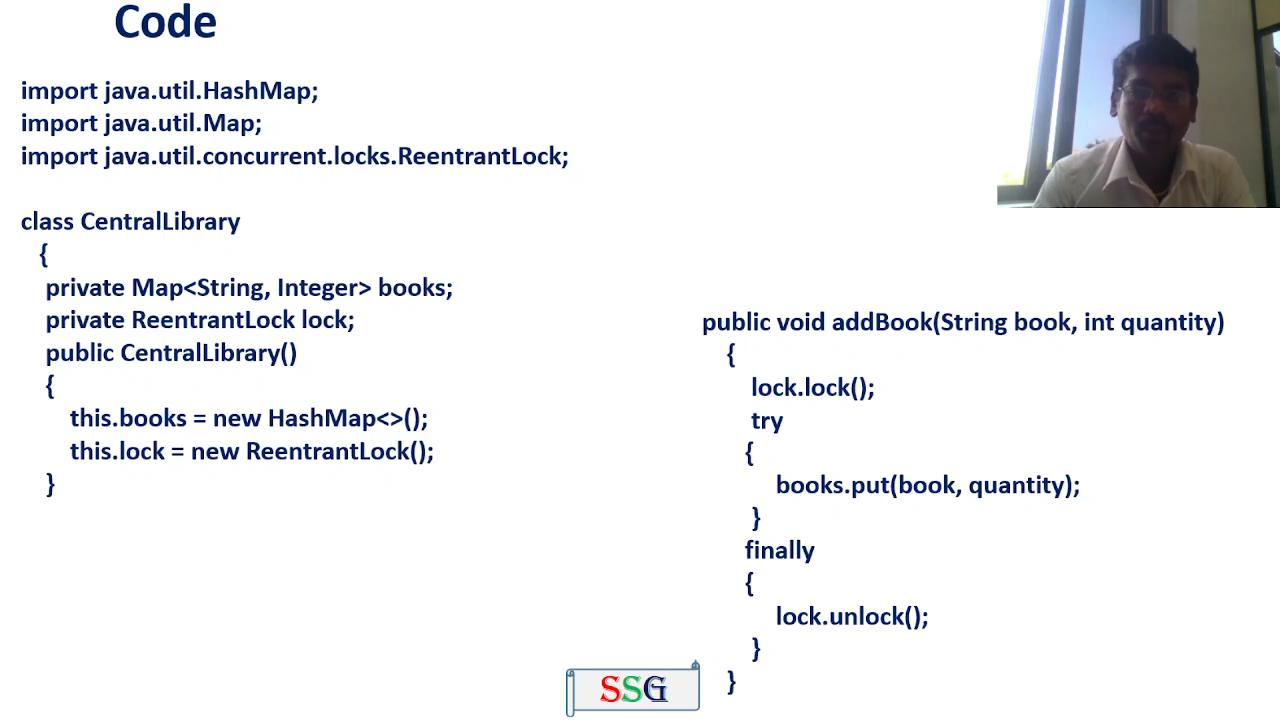 Code
import java.util.HashMap;
import java.util.Map;
import java.util.concurrent.locks.ReentrantLock;
class CentralLibrary
{
private Map<String, Integer> books;
private ReentrantLock lock;
public CentralLibrary()
{
this.books = new HashMap<>();
this.lock = new ReentrantLock();
}
public void addBook(String book, int quantity)
{
lock.lock();
try
{
books.put(book, quantity);
}
finally
{
lock.unlock();
}
}
SSG